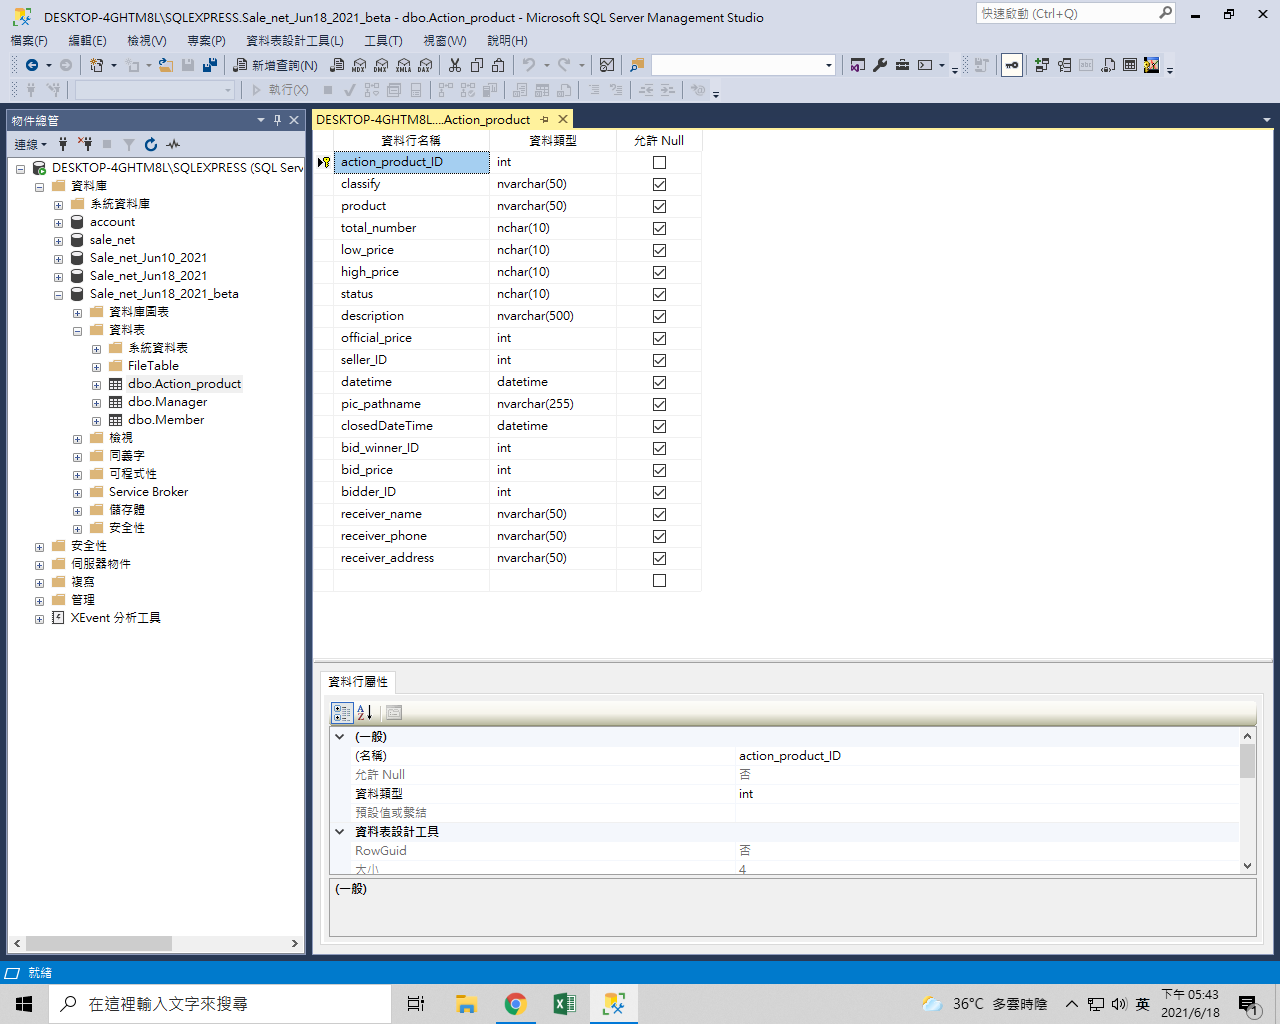 DESKTOP-4GHTM8L\SQLEXPRESS.Sale_net_Jun18_2021_beta - dbo.Action_product - Microsoft SQL Server Management Studio
快速啟動 (Ctrl+Q)
檔案(F) 編輯(E) 檢視(V) 專案(P) 資料表設計工具(L) 工具(T) 視窗(W) 說明(H)
新增查詢(N) MDX DMX XMLA DAX
執行(X)
物件總管
連線
DESKTOP-4GHTM8L\SQLEXPRESS (SQL Serv
資料庫
系統資料庫
account
sale_net
Sale_net_Jun10_2021
Sale_net_Jun18_2021
Sale_net_Jun18_2021_beta
資料庫圖表
資料表
系統資料表
FileTable
dbo.Action_product
dbo.Manager
dbo.Member
檢視
同義字
可程式性
Service Broker
儲存體
安全性
安全性
伺服器物件
複寫
管理
XEvent 分析工具
DESKTOP-4GHTM8L....Action_product
資料行名稱 資料類型 允許 Null
action_product_ID int
classify nvarchar(50)
product nvarchar(50)
total_number nchar(10)
low_price nchar(10)
high_price nchar(10)
status nchar(10)
description nvarchar(500)
official_price int
seller_ID int
datetime datetime
pic_pathname nvarchar(255)
closedDateTime datetime
bid_winner_ID int
bid_price int
bidder_ID int
receiver_name nvarchar(50)
receiver_phone nvarchar(50)
receiver_address nvarchar(50)
資料行屬性
(一般)
(名稱) action_product_ID
允許 Null 否
資料類型 int
預設值或繫結
資料表設計工具
RowGuid 否
大小 4
(一般)
就緒
在這裡輸入文字來搜尋
36°C 多雲時陰
英
下午 05:43
2021/6/18
1